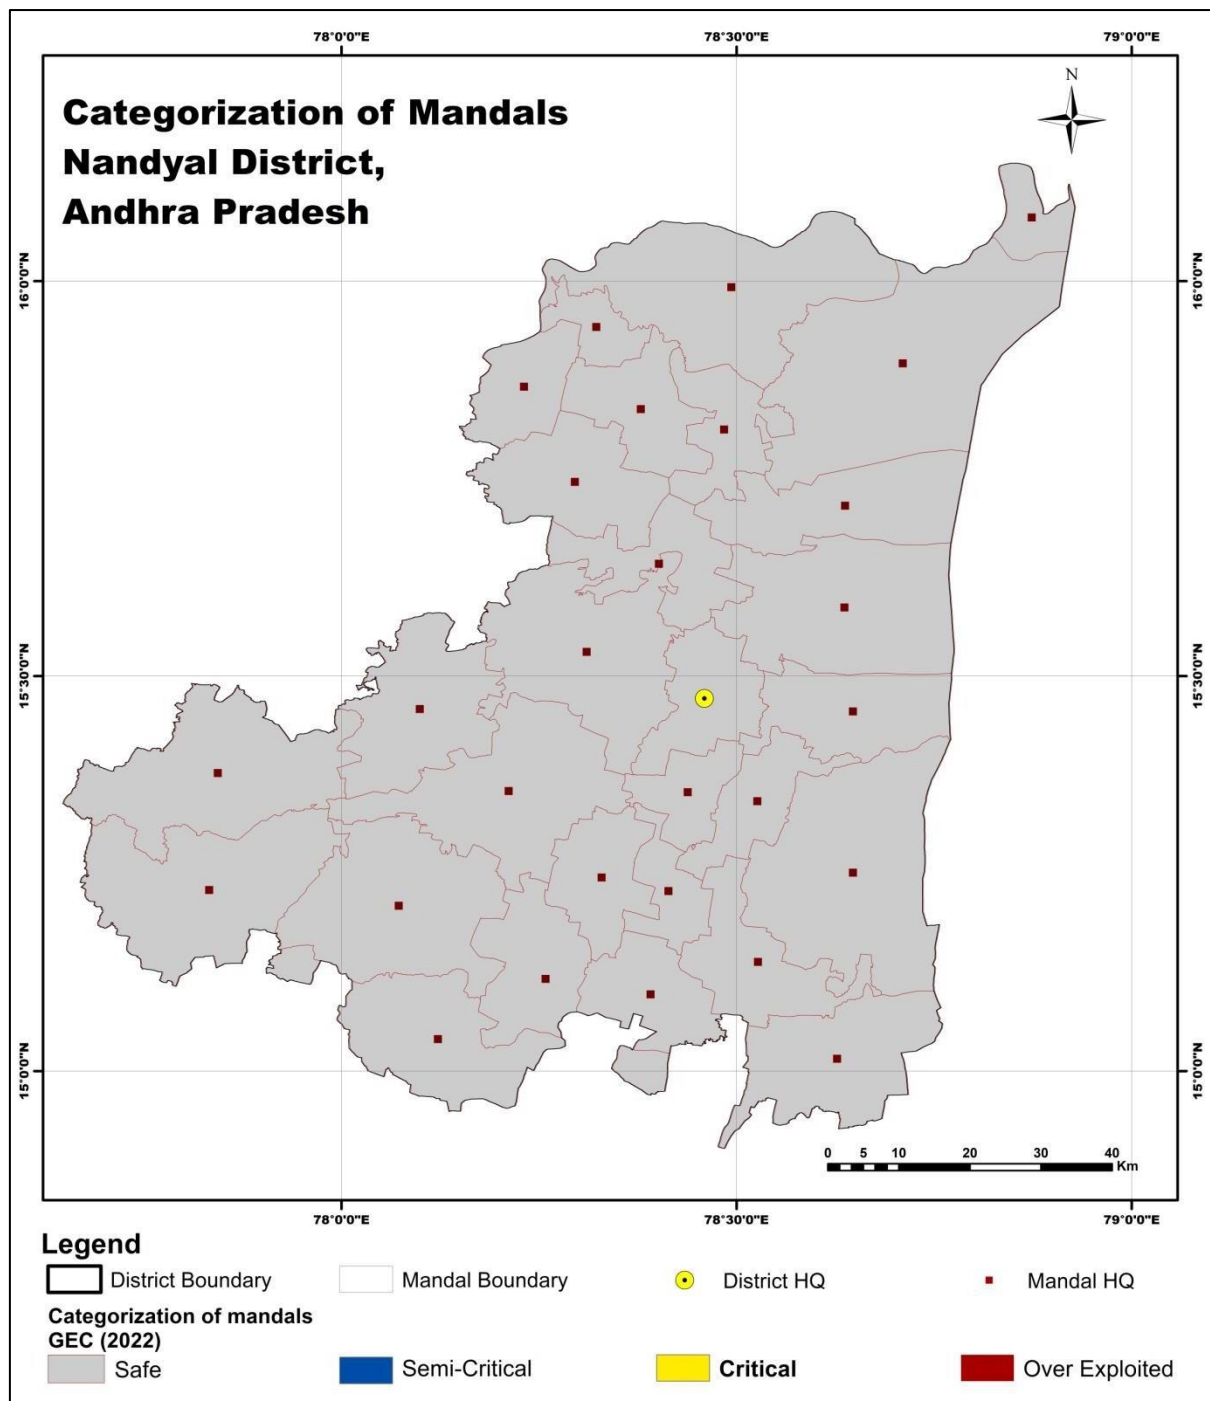 78°0'0"E 78°30'0"E 79°0'0"E
N
Categorization of Mandals
Nandyal District,
Andhra Pradesh
16°0'0"N 16°0'0"N
15°30'0"N 15°30'0"N
15°0'0"N 15°0'0"N
0 5 10 20 30 40
Km
78°0'0"E 78°30'0"E 79°0'0"E
Legend
District Boundary Mandal Boundary District HQ Mandal HQ
Categorization of mandals
GEC (2022)
Safe Semi-Critical Critical Over Exploited